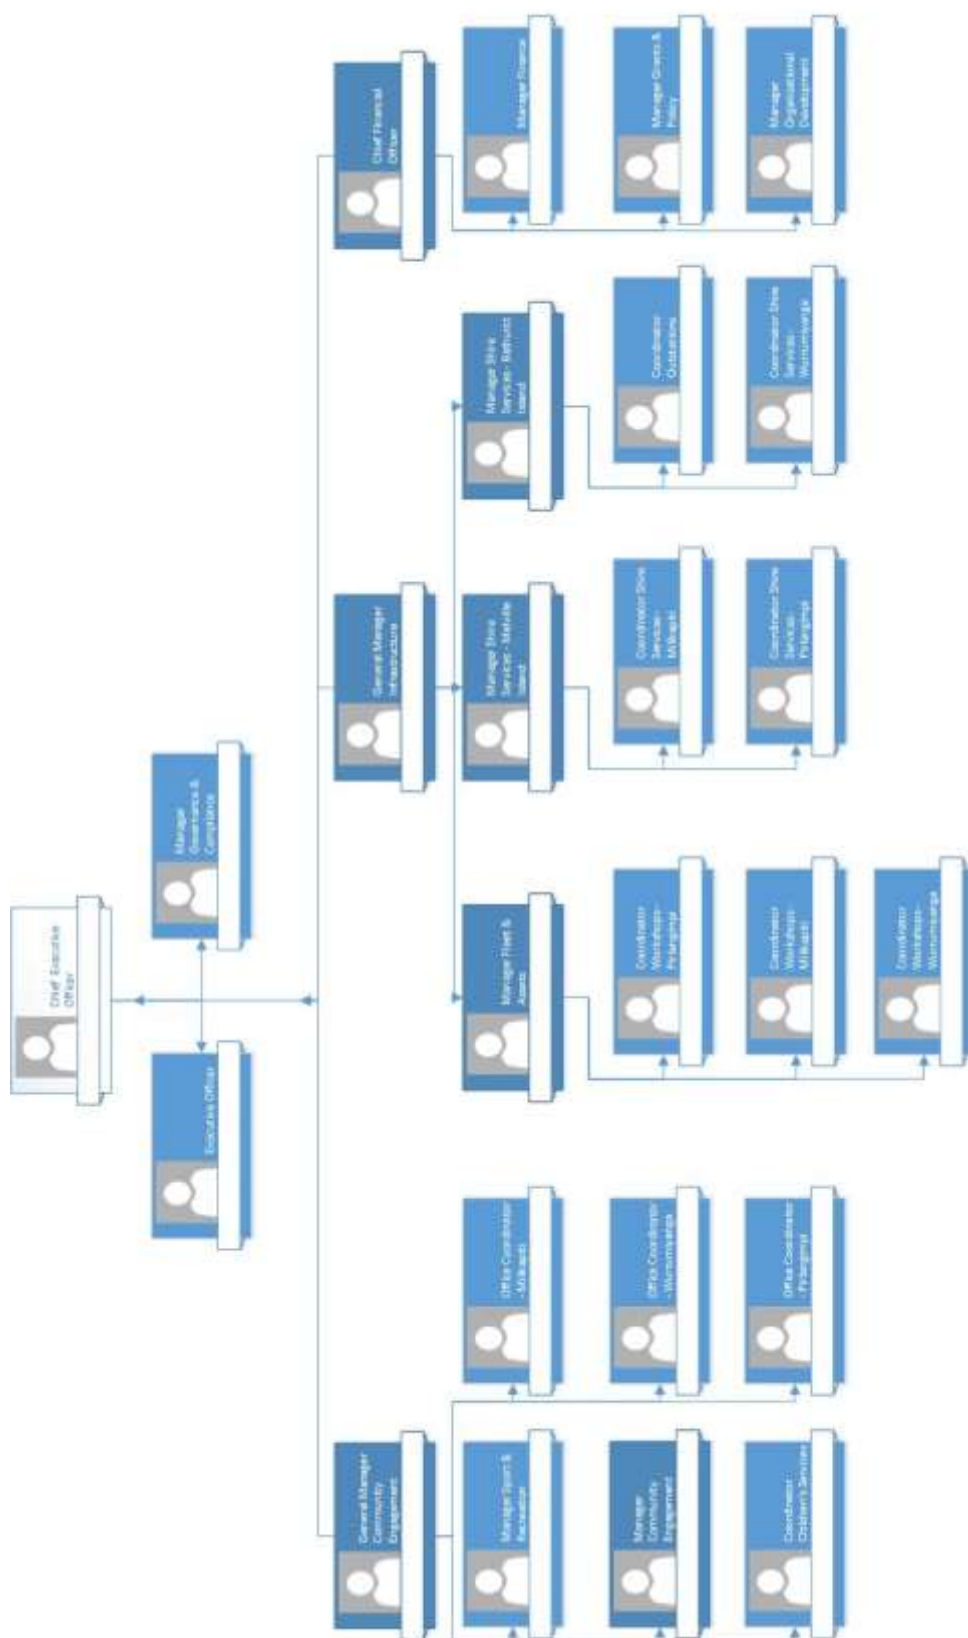 Chief Executive
Officer
Executive Officer
Manager
Governance &
Compliance
General Manager
Community
Engagement
General Manager
Infrastructure
Chief Financial
Officer
Manager Sport &
Recreation
Office Coordinator
- Milikapiti
Manager Fleet &
Assets
Manager Shire
Services - Melville
Island
Manager Shire
Services - Bathurst
Island
Manager Finance
Manager
Community
Engagement
Office Coordinator
- Wurrumiyanga
Coordinator
Workshops-
Pirlangimpi
Coordinator Shire
Services-
Milikapiti
Coordinator
Outstations
Manager Grants &
Policy
Coordinator
Children's Services
Office Coordinator
- Pirlangimpi
Coordinator
Workshops-
Milikapiti
Coordinator Shire
Services-
Pirlangimpi
Coordinator Shire
Services-
Wurrumiyanga
Manager
Organisational
Development
Coordinator
Workshops-
Wurrumiyanga